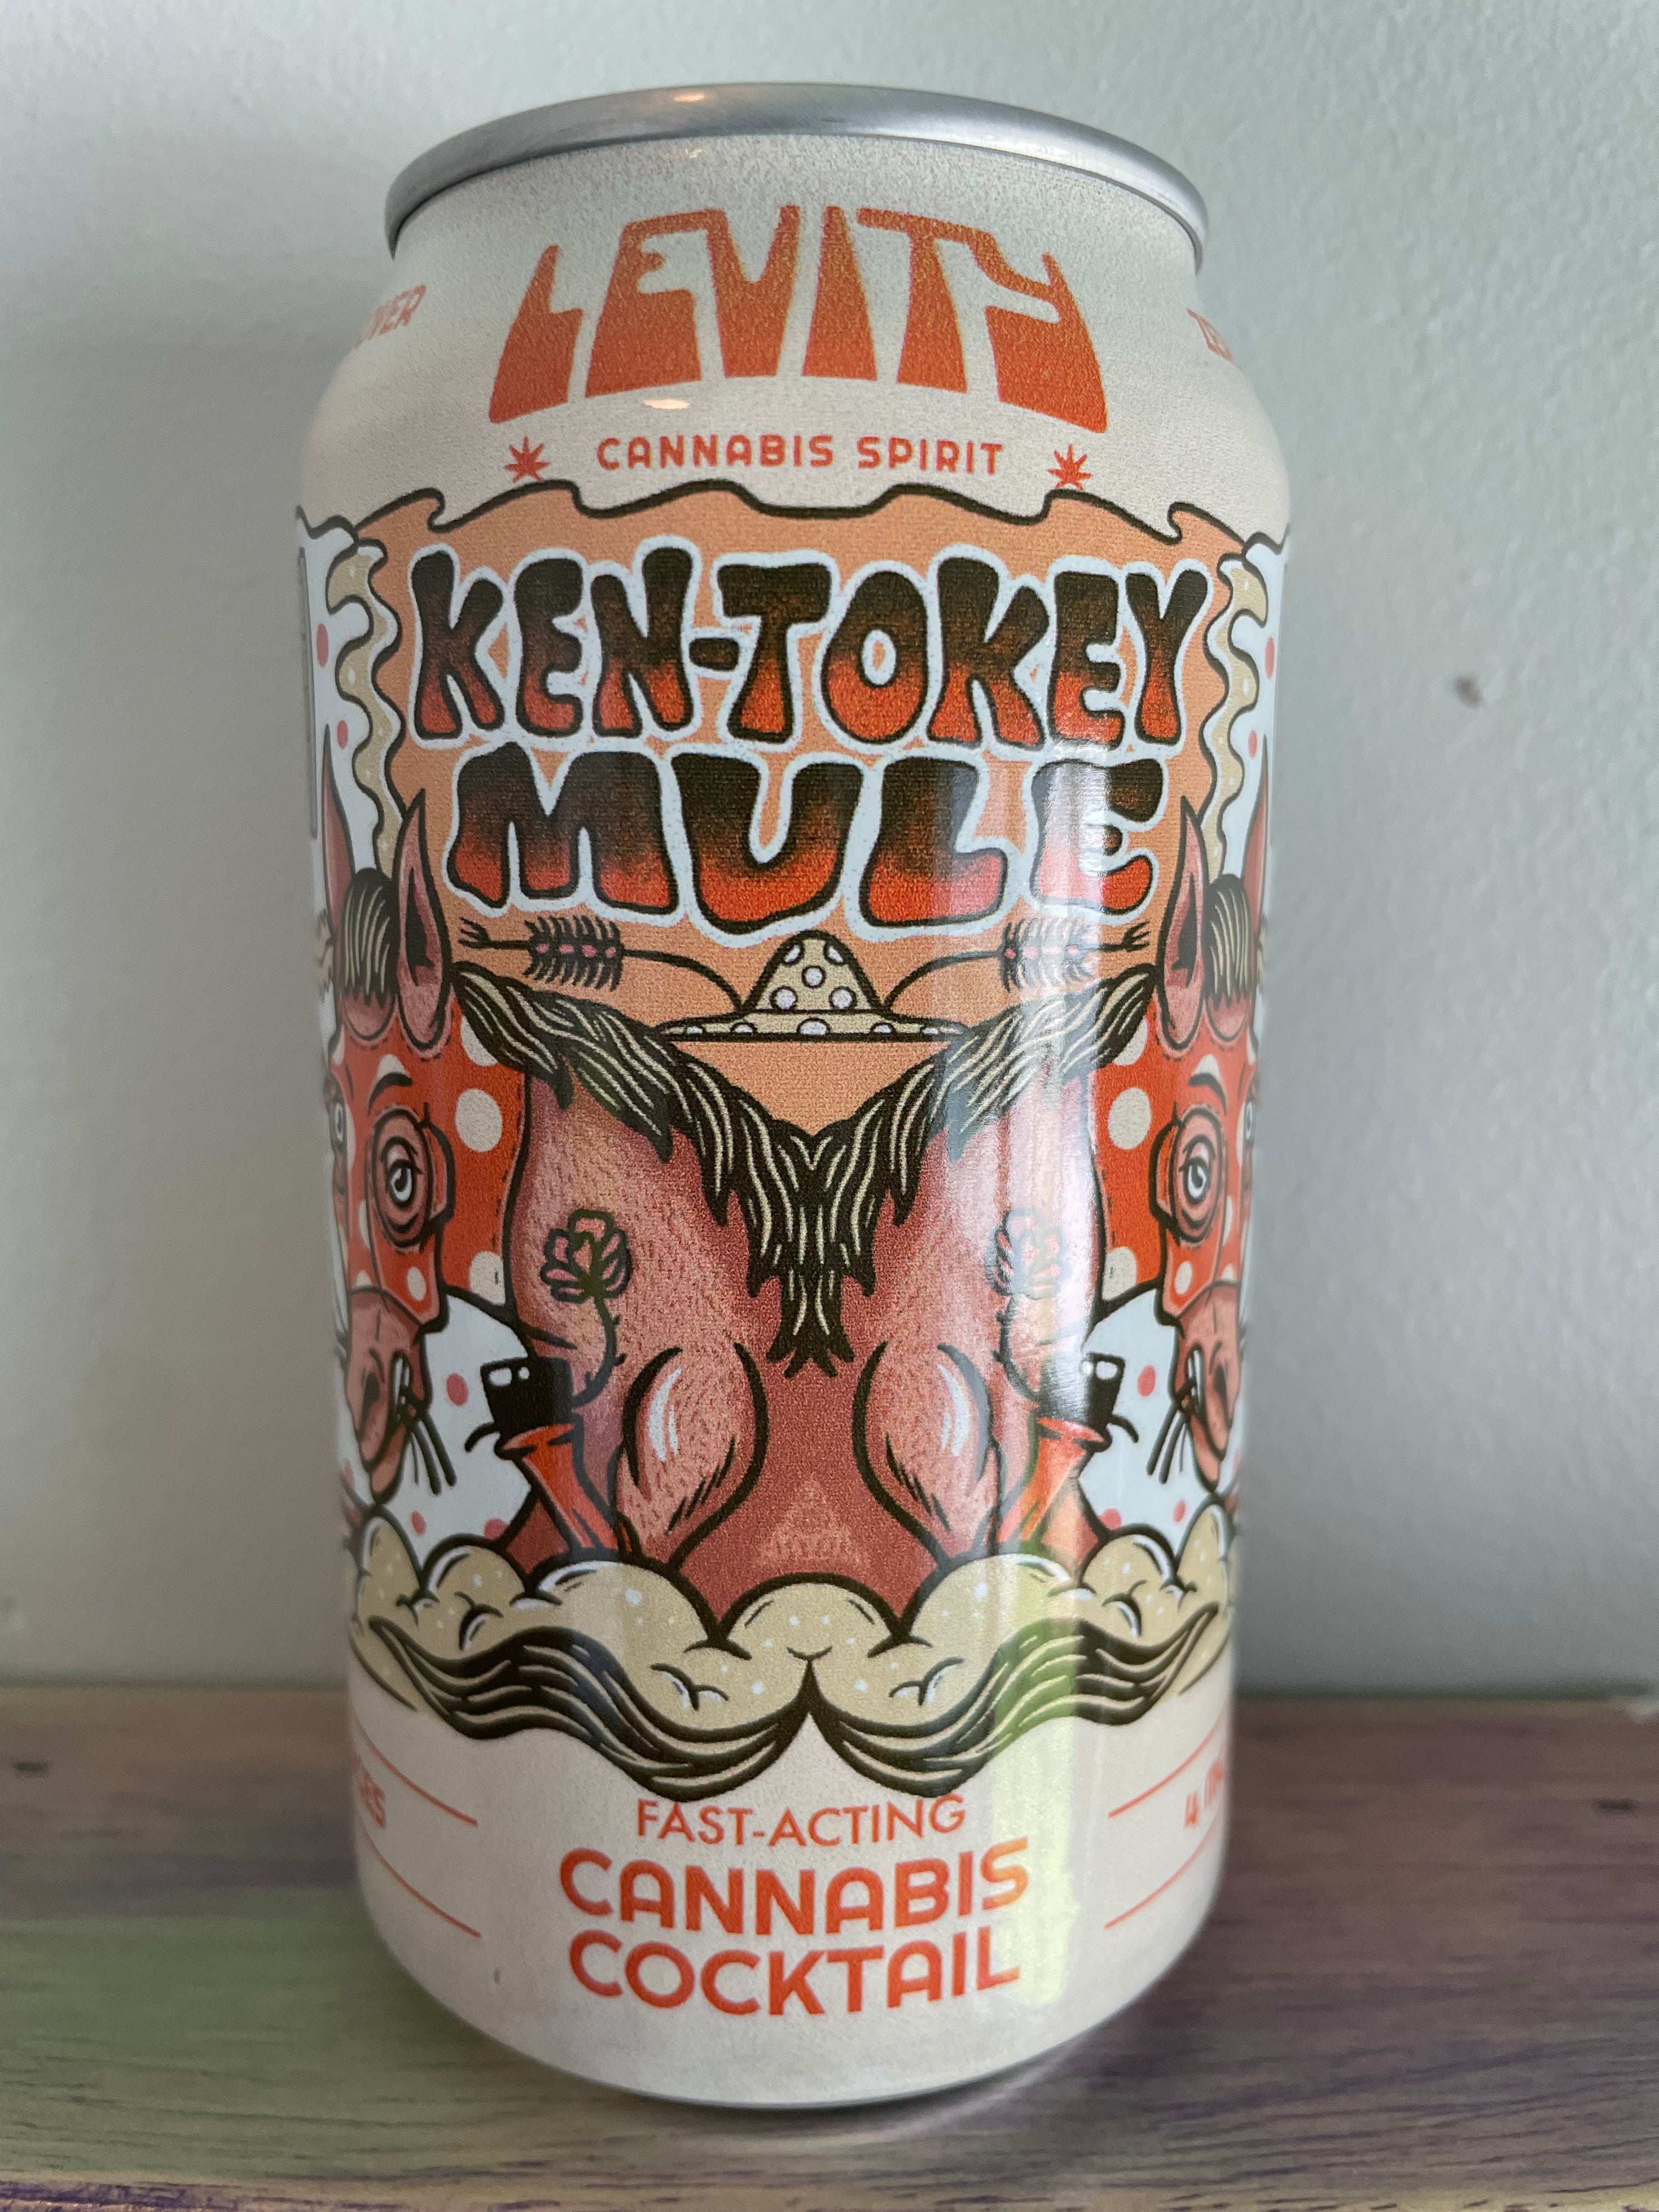 LEVITY
CANNABIS SPIRIT
KEN-TOKEY
MULE
FAST-ACTING
CANNABIS
COCKTAIL